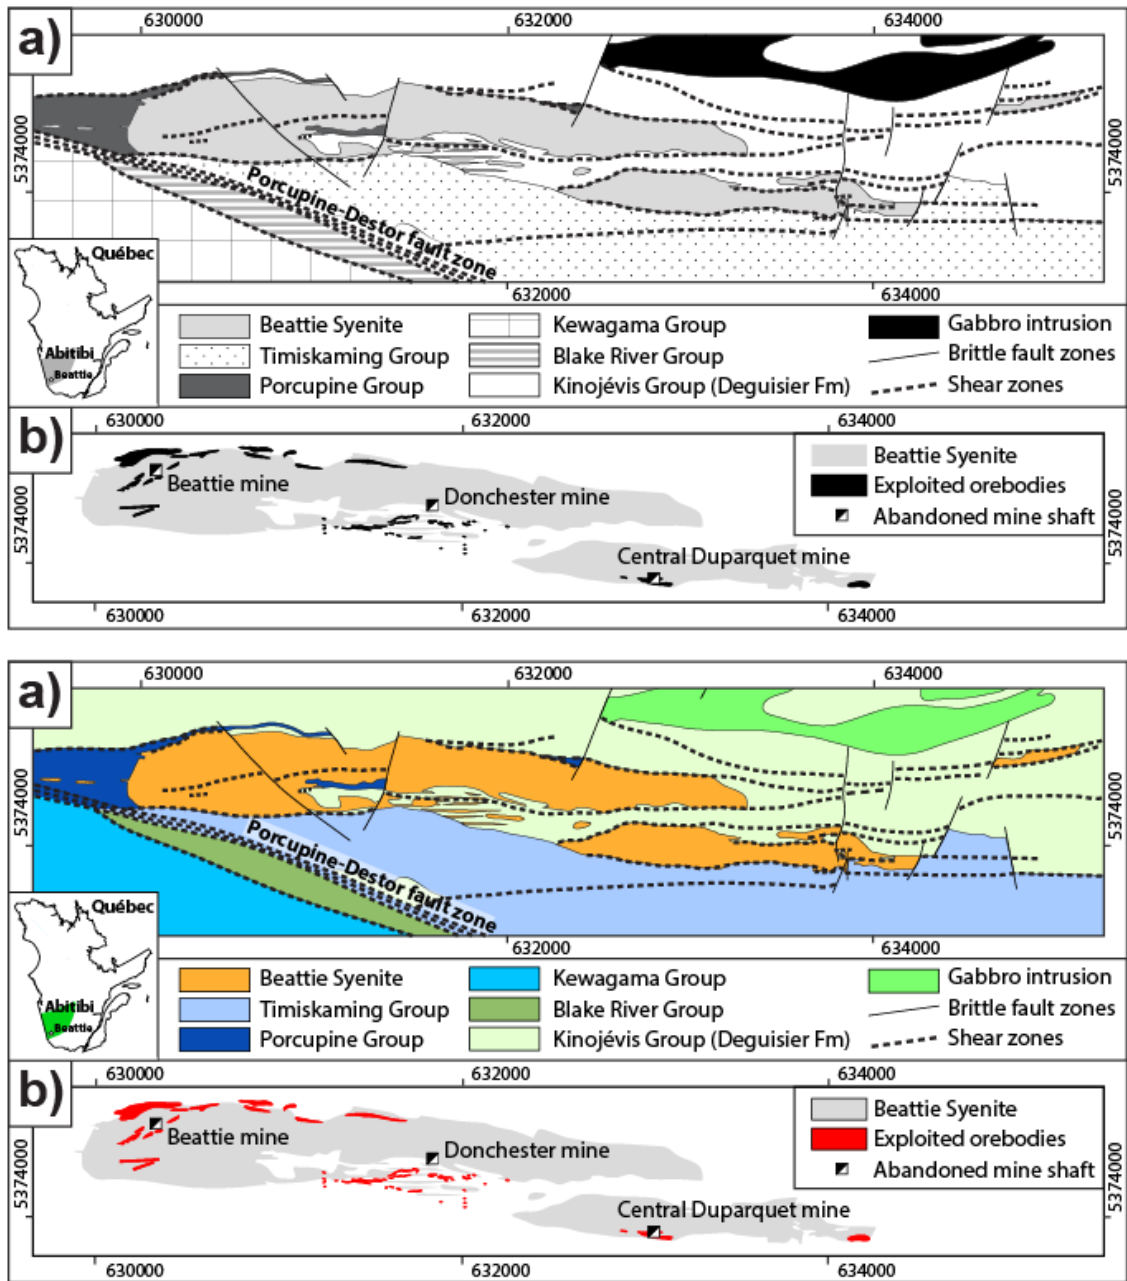 a)
630000 632000 634000
5374000 5374000
Porcupine-Destor fault zone
Québec
Abitibi
Beattie
632000 634000
Beattie Syenite Kewagama Group Gabbro intrusion
Timiskaming Group Blake River Group Brittle fault zones
Porcupine Group Kinojévis Group (Deguisier Fm) Shear zones
b)
630000 632000 634000
5374000 5374000
Beattie mine
Donchester mine
Central Duparquet mine
Beattie Syenite
Exploited orebodies
Abandoned mine shaft
630000 632000 634000
a)
630000 632000 634000
5374000 5374000
Porcupine-Destor fault zone
Québec
Abitibi
Beattie
632000 634000
Beattie Syenite Kewagama Group Gabbro intrusion
Timiskaming Group Blake River Group Brittle fault zones
Porcupine Group Kinojévis Group (Deguisier Fm) Shear zones
b)
630000 632000 634000
5374000 5374000
Beattie mine
Donchester mine
Central Duparquet mine
Beattie Syenite
Exploited orebodies
Abandoned mine shaft
630000 632000 634000